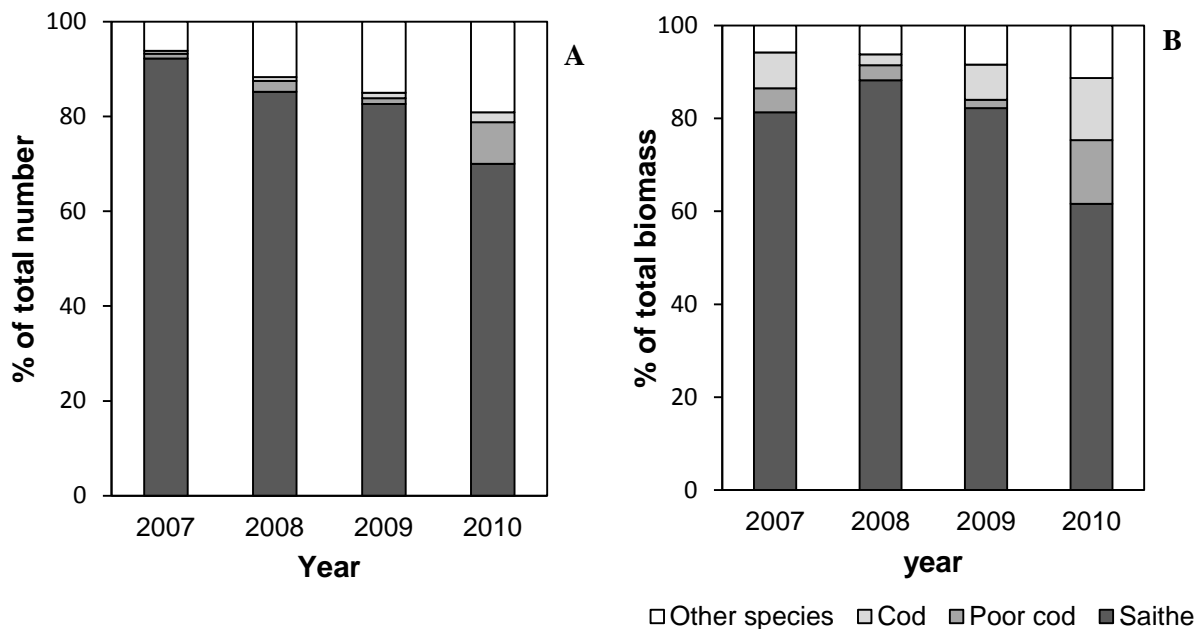 % of total number
100
80
60
40
20
0
2007 2008 2009 2010
Year
A
% of total biomass
100
80
60
40
20
0
2007 2008 2009 2010
year
B
Other species Cod Poor cod Saithe